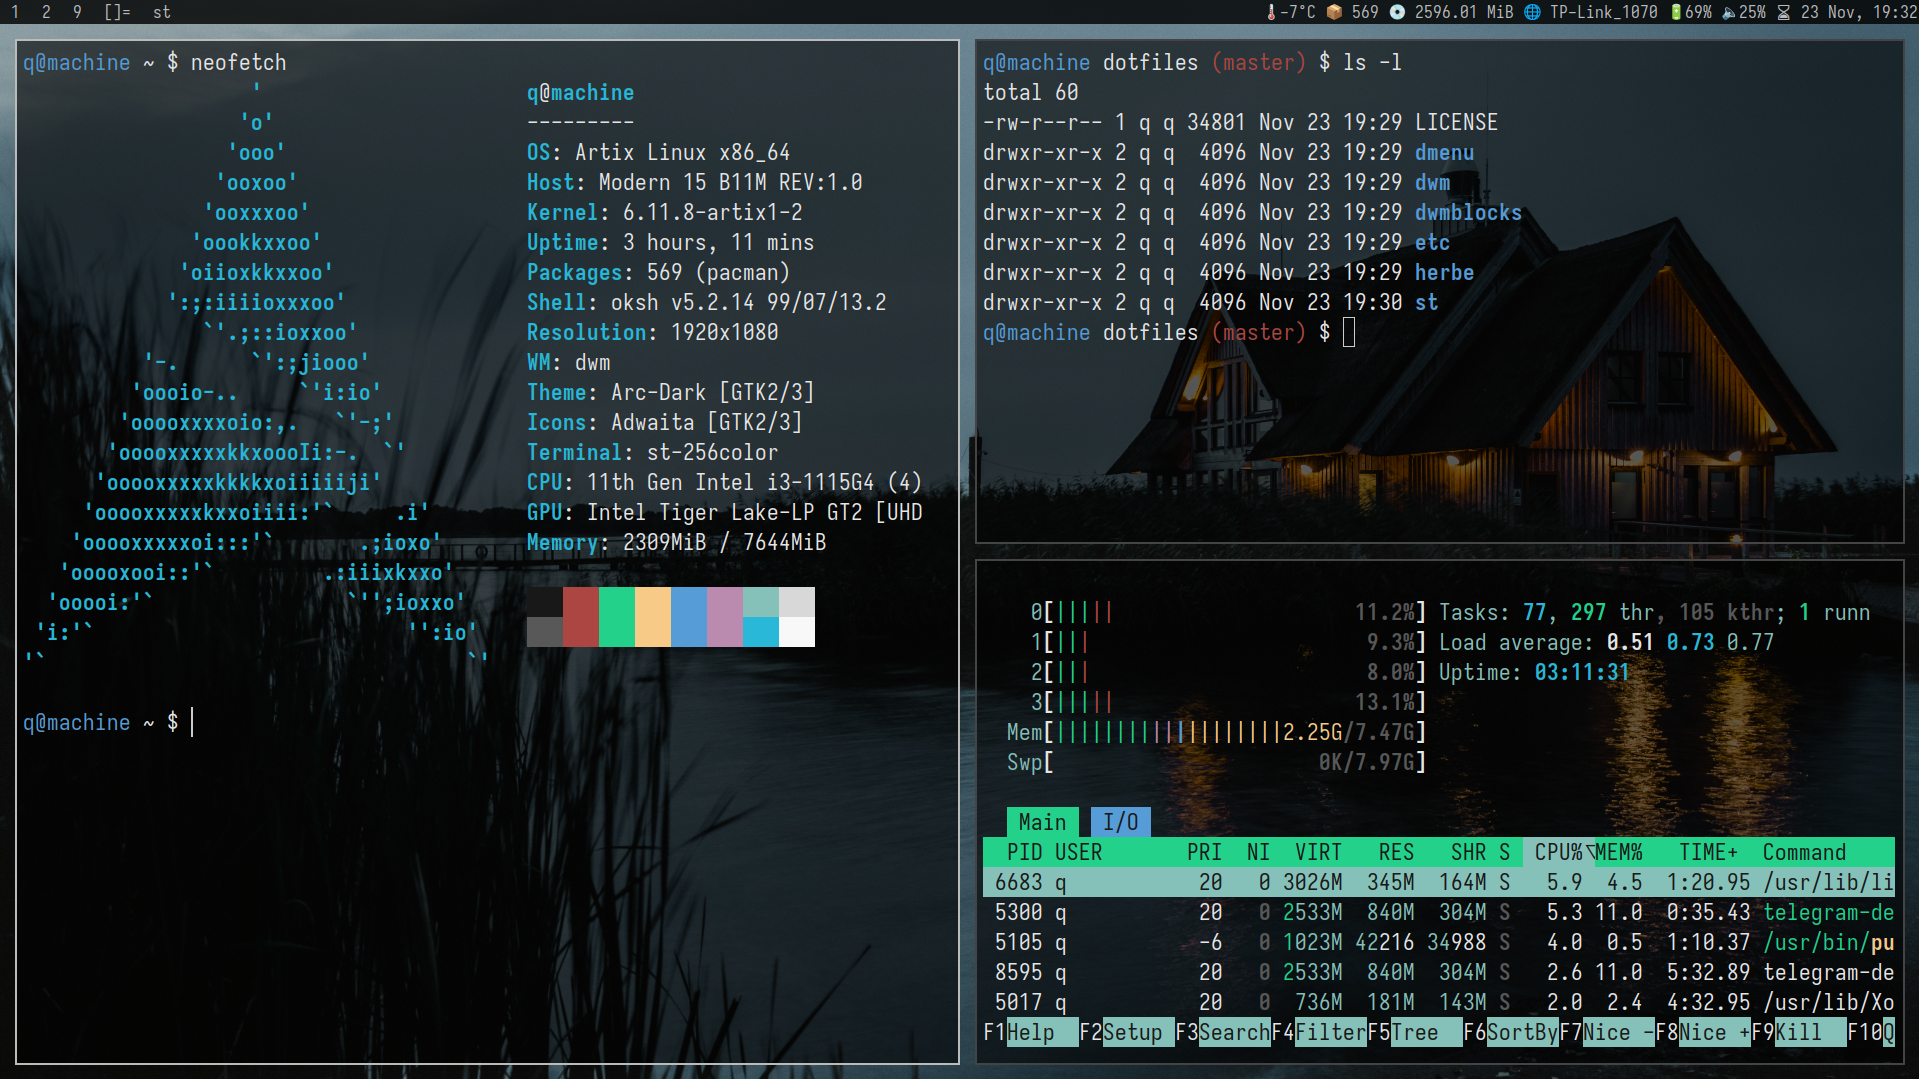 1 2 9 []= st
-7°C 569 2596.01 MiB TP-Link_1070 69% 25% 23 Nov, 19:32
q@machine ~ $ neofetch
'
'o'
'ooo'
'ooxoo'
'ooxxxoo'
'oookkxxoo'
'oiioxkkxxoo'
':;:iiiioxxxoo'
`'.;::ioxxoo'
'-. `':;jiooo'
'oooio-.. `'i:io'
'ooooxxxxoio:,. `'-;'
'ooooxxxxxkkxoooIi:-. `'
'ooooxxxxxkkkkxoiiiiiji'
'ooooxxxxxkxxoiiii:'` .i'
'ooooxxxxxoi:::'` .;ioxo'
'ooooxooi::'` .:iiixkxxo'
'ooooi:'` `'';ioxxo'
'i:'` '':io'
'` `'
q@machine
---------
OS: Artix Linux x86_64
Host: Modern 15 B11M REV:1.0
Kernel: 6.11.8-artix1-2
Uptime: 3 hours, 11 mins
Packages: 569 (pacman)
Shell: oksh v5.2.14 99/07/13.2
Resolution: 1920x1080
WM: dwm
Theme: Arc-Dark [GTK2/3]
Icons: Adwaita [GTK2/3]
Terminal: st-256color
CPU: 11th Gen Intel i3-1115G4 (4)
GPU: Intel Tiger Lake-LP GT2 [UHD
Memory: 2309MiB / 7644MiB
q@machine ~ $
q@machine dotfiles (master) $ ls -l
total 60
-rw-r--r-- 1 q q 34801 Nov 23 19:29 LICENSE
drwxr-xr-x 2 q q 4096 Nov 23 19:29 dmenu
drwxr-xr-x 2 q q 4096 Nov 23 19:29 dwm
drwxr-xr-x 2 q q 4096 Nov 23 19:29 dwmblocks
drwxr-xr-x 2 q q 4096 Nov 23 19:29 etc
drwxr-xr-x 2 q q 4096 Nov 23 19:29 herbe
drwxr-xr-x 2 q q 4096 Nov 23 19:30 st
q@machine dotfiles (master) $
0[||||| 11.2%] Tasks: 77, 297 thr, 105 kthr; 1 runn
1[||| 9.3%] Load average: 0.51 0.73 0.77
2[||| 8.0%] Uptime: 03:11:31
3[||||| 13.1%]
Mem[|||||||||||||||||||2.25G/7.47G]
Swp[ 0K/7.97G]
Main I/O
PID USER PRI NI VIRT RES SHR S CPU%▽MEM% TIME+ Command
6683 q 20 0 3026M 345M 164M S 5.9 4.5 1:20.95 /usr/lib/li
5300 q 20 0 2533M 840M 304M S 5.3 11.0 0:35.43 telegram-de
5105 q -6 0 1023M 42216 34988 S 4.0 0.5 1:10.37 /usr/bin/pu
8595 q 20 0 2533M 840M 304M S 2.6 11.0 5:32.89 telegram-de
5017 q 20 0 736M 181M 143M S 2.0 2.4 4:32.95 /usr/lib/Xo
F1Help F2Setup F3SearchF4FilterF5Tree F6SortByF7Nice -F8Nice +F9Kill F10Q